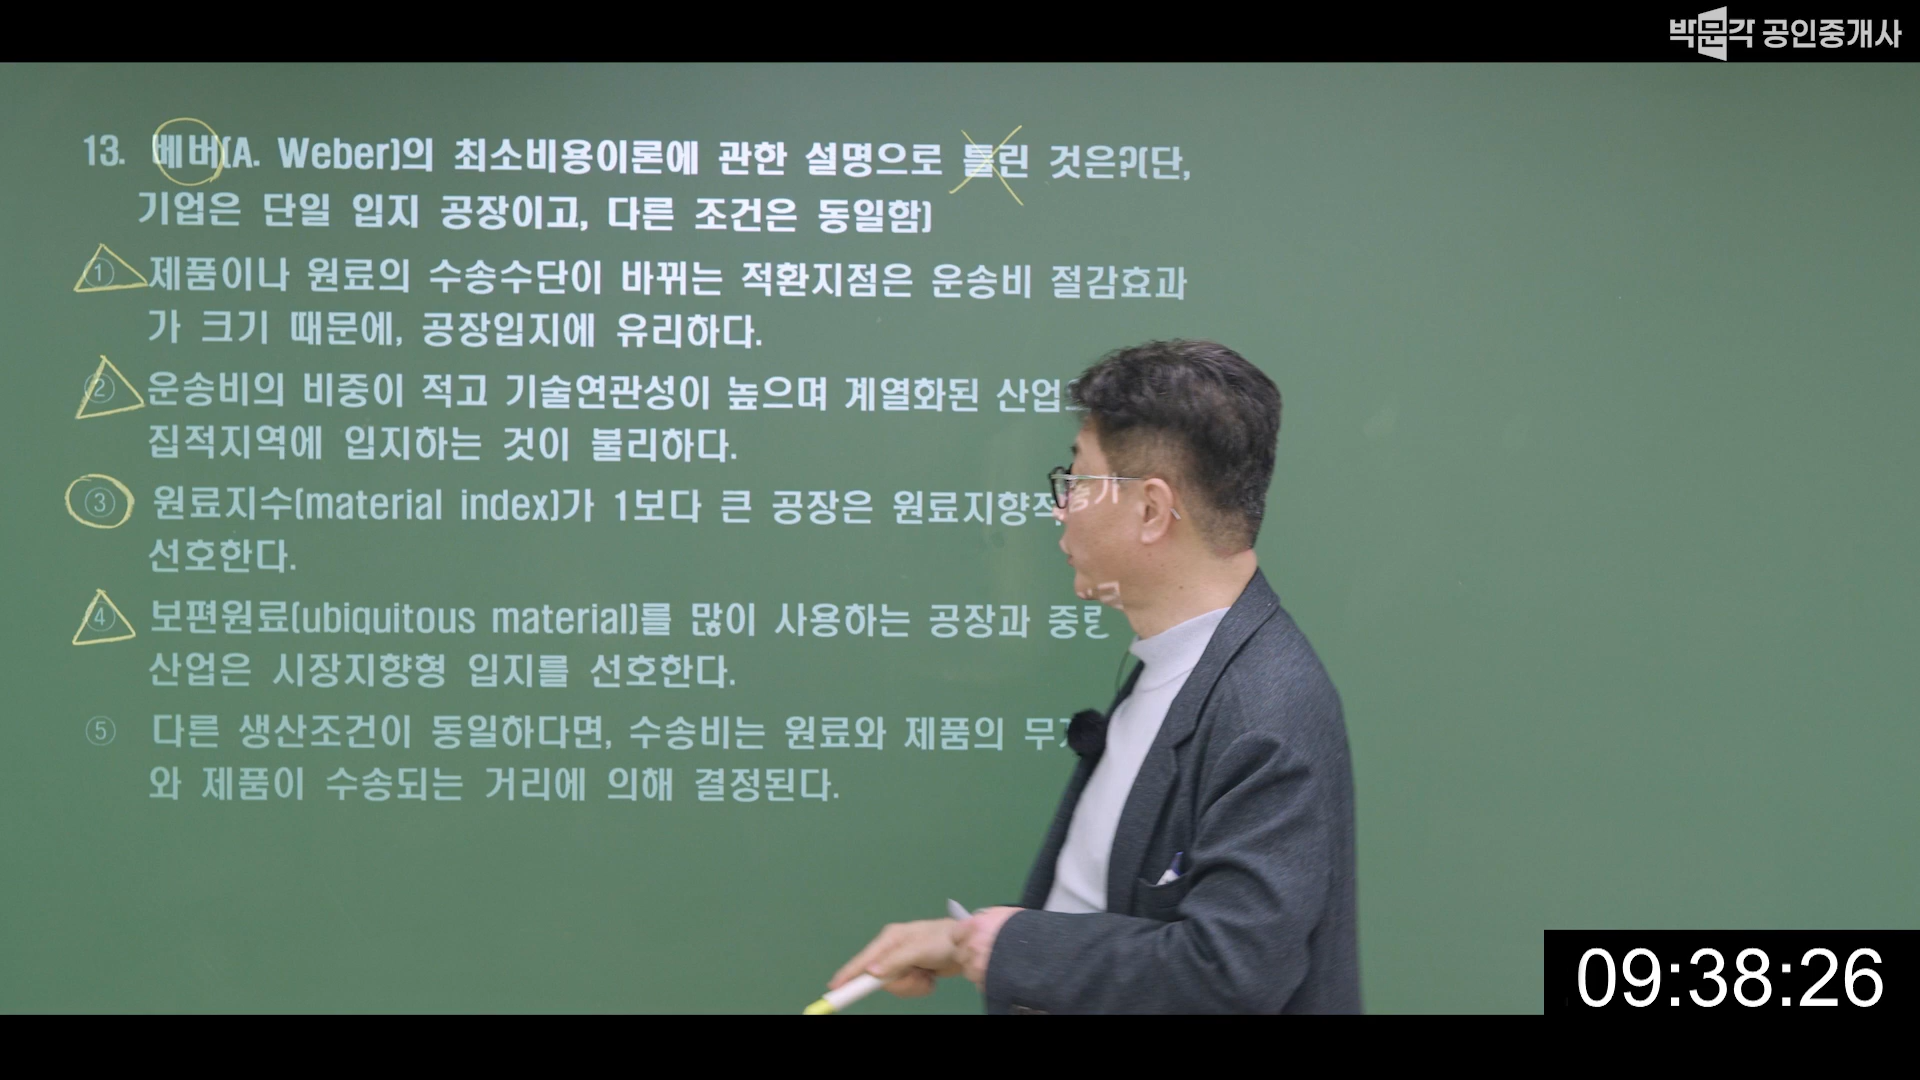 박문각 공인중개사
13. 베버(A. Weber)의 최소비용이론에 관한 설명으로 틀린 것은?(단,
기업은 단일 입지 공장이고, 다른 조건은 동일함)
① 제품이나 원료의 수송수단이 바뀌는 적환지점은 운송비 절감효과
가 크기 때문에, 공장입지에 유리하다.
② 운송비의 비중이 적고 기술연관성이 높으며 계열화된
집적지역에 입지하는 것이 불리하다.
③ 원료지수(material index)가 1보다 큰 공장은
선호한다.
④ 보편원료(ubiquitous material)를 많이 사용하는 공장과
산업은 시장지향형 입지를 선호한다.
⑤ 다른 생산조건이 동일하다면, 수송비는 원료와 제품의
와 제품이 수송되는 거리에 의해 결정된다.
09:38:26